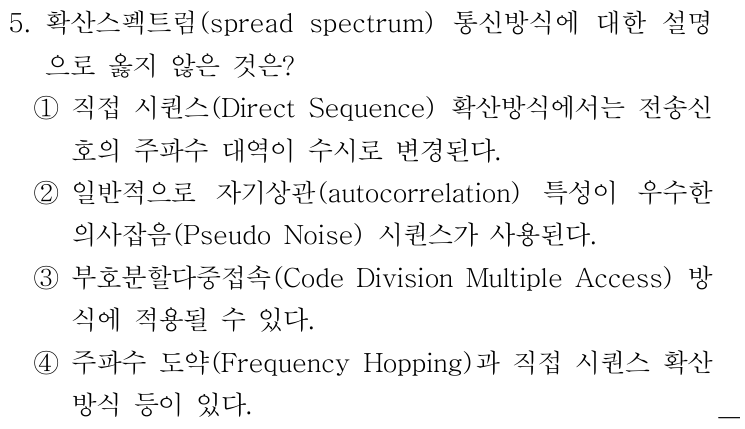 5. 확산스펙트럼(spread spectrum) 통신방식에 대한 설명
으로 옳지 않은 것은?
① 직접 시퀀스(Direct Sequence) 확산방식에서는 전송신
호의 주파수 대역이 수시로 변경된다.
② 일반적으로 자기상관(autocorrelation) 특성이 우수한
의사잡음(Pseudo Noise) 시퀀스가 사용된다.
③ 부호분할다중접속(Code Division Multiple Access) 방
식에 적용될 수 있다.
④ 주파수 도약(Frequency Hopping)과 직접 시퀀스 확산
방식 등이 있다.